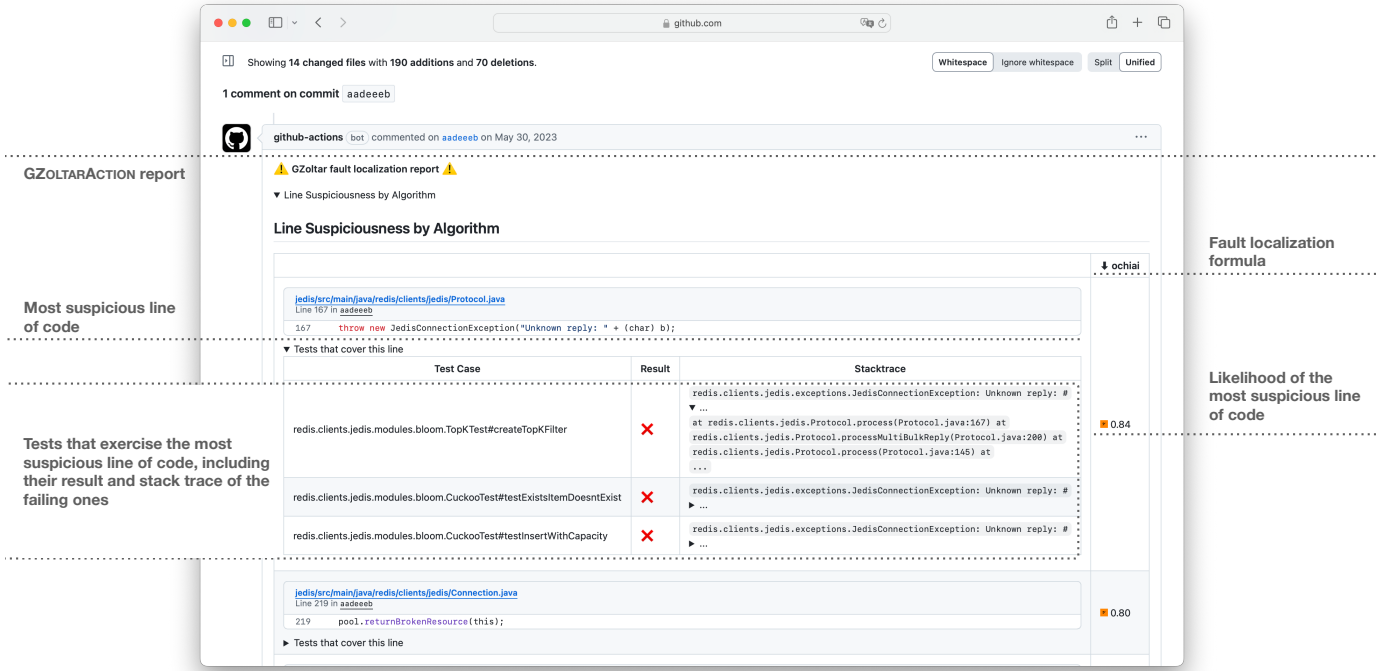 github.com
Showing 14 changed files with 190 additions and 70 deletions.
Whitespace Ignore whitespace Split Unified
1 comment on commit aadeeeb
github-actions bot commented on aadeeeb on May 30, 2023
GZOLTARACTION report
GZoltar fault localization report
Line Suspiciousness by Algorithm
Line Suspiciousness by Algorithm
Fault localization
formula
ochiai
Most suspicious line
of code
jedis/src/main/java/redis/clients/jedis/Protocol.java
Line 167 in aadeeeb
167 throw new JedisConnectionException("Unknown reply: " + (char) b);
Tests that cover this line
Test Case Result Stacktrace
Likelihood of the
most suspicious line
of code
0.84
Tests that exercise the most
suspicious line of code, including
their result and stack trace of the
failing ones
redis.clients.jedis.modules.bloom.TopKTest#createTopKFilter
redis.clients.jedis.exceptions.JedisConnectionException: Unknown reply: #
...
at redis.clients.jedis.Protocol.process(Protocol.java:167) at
redis.clients.jedis.Protocol.processMultiBulkReply(Protocol.java:200) at
redis.clients.jedis.Protocol.process(Protocol.java:145) at
...
redis.clients.jedis.modules.bloom.CuckooTest#testExistsItemDoesntExist
redis.clients.jedis.exceptions.JedisConnectionException: Unknown reply: #
...
redis.clients.jedis.modules.bloom.CuckooTest#testInsertWithCapacity
redis.clients.jedis.exceptions.JedisConnectionException: Unknown reply: #
...
jedis/src/main/java/redis/clients/jedis/Connection.java
Line 219 in aadeeeb
219 pool.returnBrokenResource(this);
0.80
Tests that cover this line